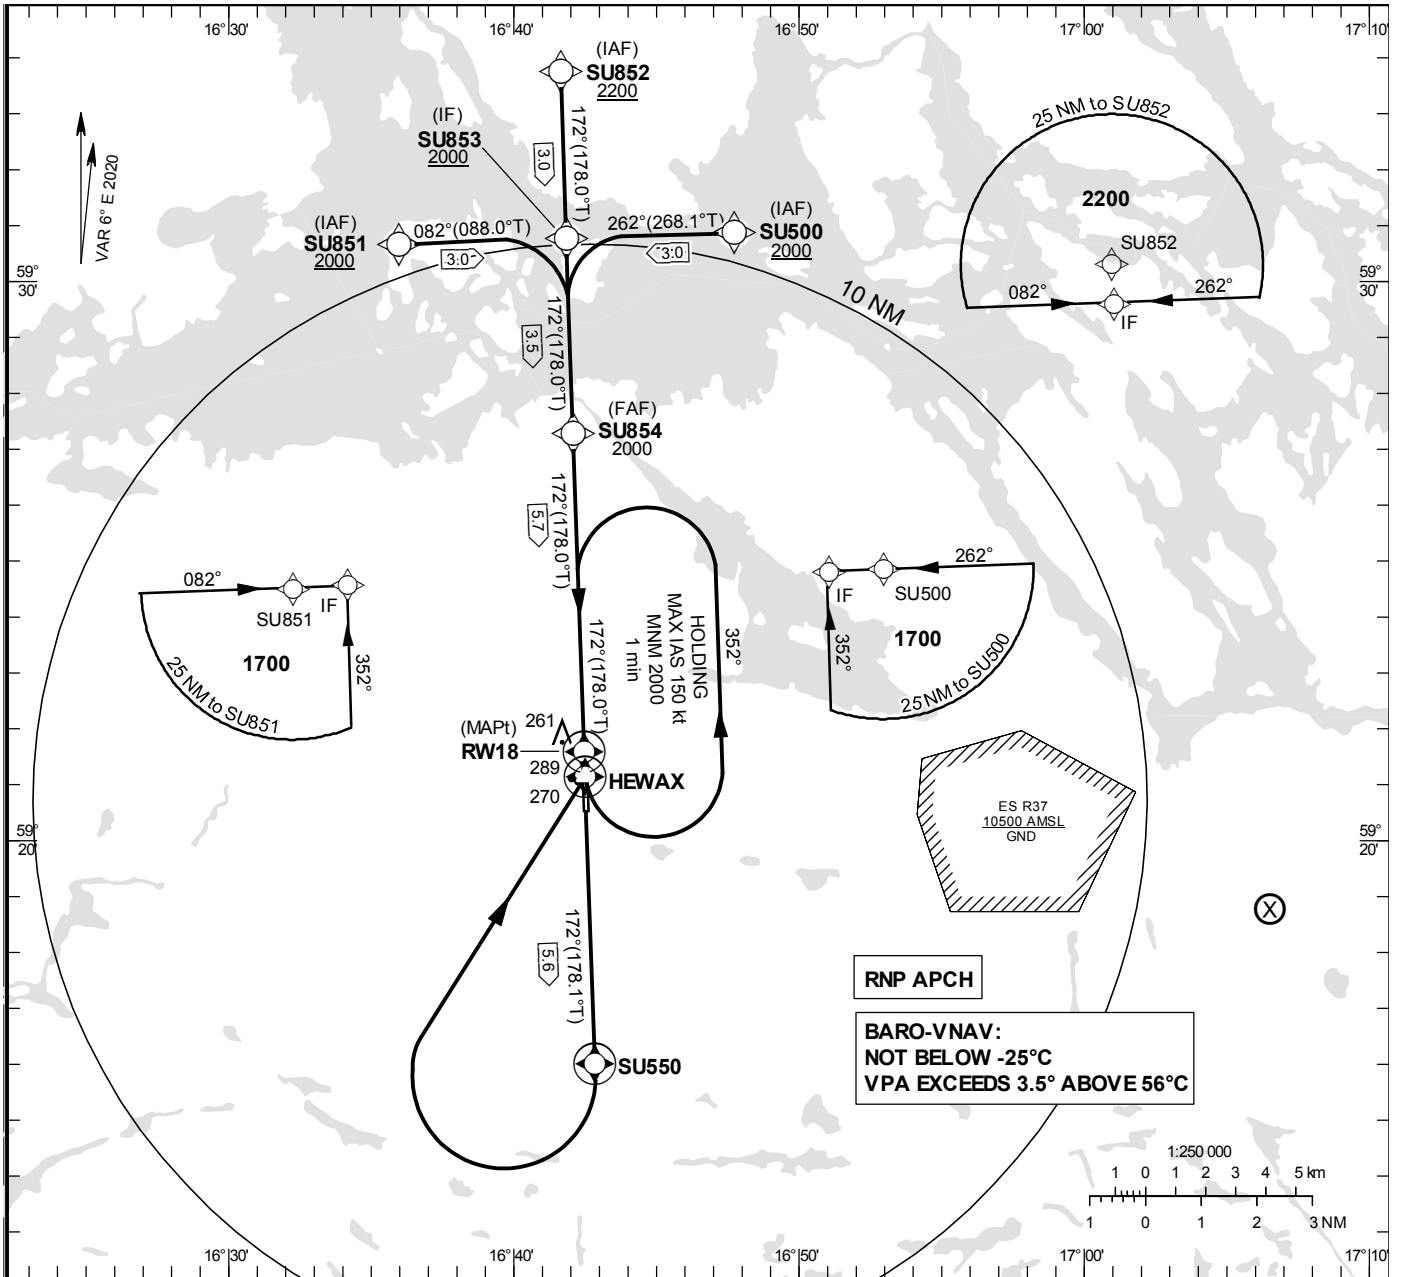 16°30'
16°40'
16°50'
17°00'
17°10'
(IAF)
SU852
2200
(IF)
SU853
2000
VAR 6° E 2020
3.0
172°(178.0°T)
(IAF)
SU851
2000
082°(088.0°T)
3.0
262°(268.1°T)
3.0
(IAF)
SU500
2000
25 NM to SU852
2200
SU852
082°
262°
IF
59°
30'
59°
30'
10 NM
3.5
172°(178.0°T)
(FAF)
SU854
2000
5.7
172°(178.0°T)
082°
SU851
IF
1700
352°
25 NM to SU851
HOLDING
MAX IAS 150 kt
MNM 2000
1 min
352°
262°
IF
SU500
1700
352°
25 NM to SU500
172°(178.0°T)
261
(MAPt)
RW18
289
270
HEWAX
ES R37
10500 AMSL
GND
59°
20'
59°
20'
X
172°(178.1°T)
5.6
SU550
RNP APCH
BARO-VNAV:
NOT BELOW -25°C
VPA EXCEEDS 3.5° ABOVE 56°C
1:250 000
1 0 1 2 3 4 5 km
1 0 1 2 3 NM
16°30'
16°40'
16°50'
17°00'
17°10'